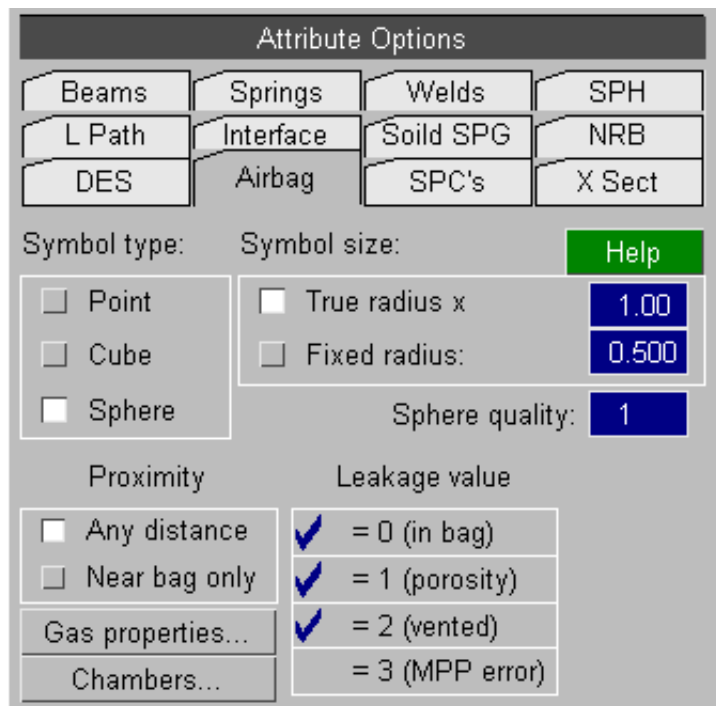 Attribute Options
Beams Springs Welds SPH
L Path Interface Soild SPG NRB
DES Airbag SPC's X Sect
Symbol type: Symbol size: Help
Point True radius x 1.00
Cube Fixed radius: 0.500
Sphere Sphere quality: 1
Proximity Leakage value
Any distance = 0 (in bag)
Near bag only = 1 (porosity)
Gas properties... = 2 (vented)
Chambers... = 3 (MPP error)